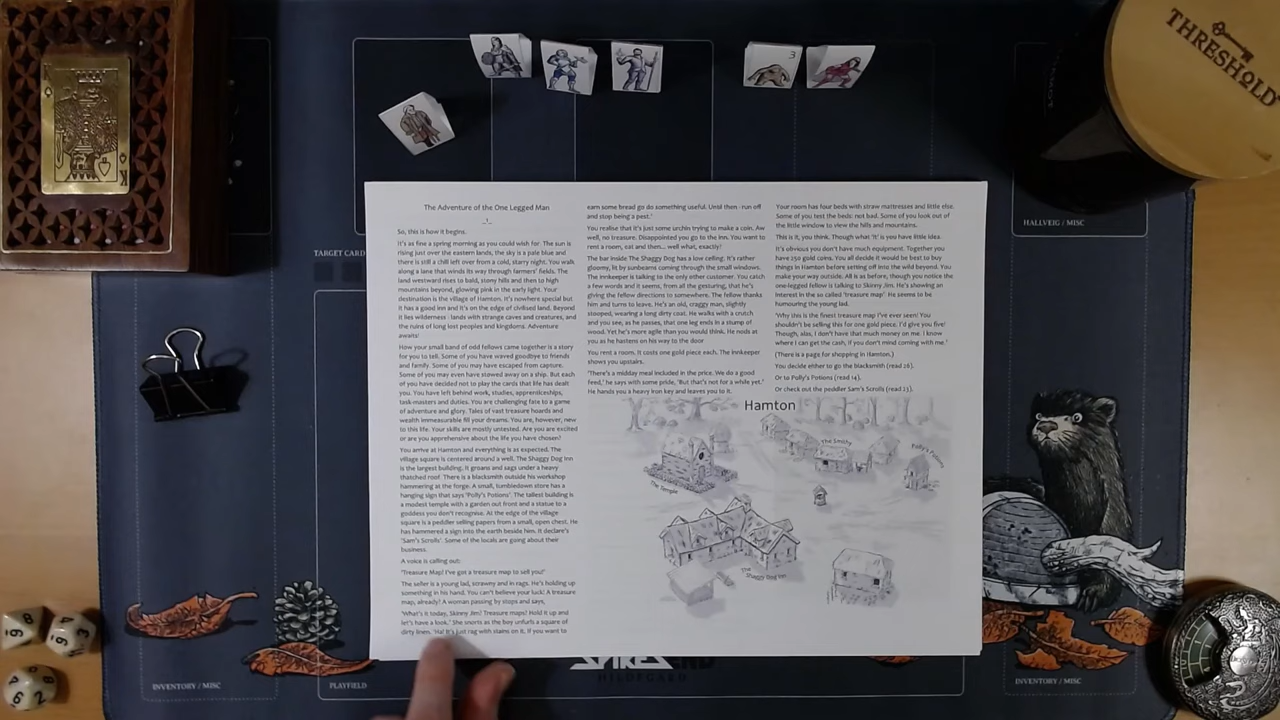 THRESHOLD
HALLVEIG / MISC
TARGET CARD
The Adventure of the One Legged Man
1
So, this is how it begins.
It's as fine a spring morning as you could wish for. The sun is
rising just over the eastern lands, the sky is a pale blue and
there is still a chill left over from a cold, starry night. You walk
along a lane that winds its way through farmers' fields. The
land westward rises to bald, stony hills and then to high
mountains beyond, glowing pink in the early light. Your
destination is the village of Hamton. It's nowhere special but
it has a good inn and it's on the edge of civilised land. Beyond
it lies wilderness - lands with strange caves and creatures, and
the ruins of long lost peoples and kingdoms. Adventure
awaits!
How your small band of odd fellows came together is a story
for you to tell. Some of you have waved goodbye to friends
and family. Some of you may have escaped from capture.
Some of you may even have stowed away on a ship. But each
of you have decided not to play the cards that life has dealt
you. You have left behind work, studies, apprenticeships,
task-masters and duties. You are challenging fate to a game
of adventure and glory. Tales of vast treasure hoards and
wealth immeasurable fill your dreams. You are, however, new
to this life. Your skills are mostly untested. Are you excited
or are you apprehensive about the life you have chosen?
You arrive at Hamton and everything is as expected. The
village square is centered around a well. The Shaggy Dog Inn
is the largest building. It groans and sags under a heavy
thatched roof. There is a blacksmith outside his workshop
hammering at the forge. A small, tumbledown store has a
hanging sign that says 'Polly's Potions'. The tallest building is
a modest temple with a garden out front and a statue to a
goddess you don't recognise. At the edge of the village
square is a peddler selling papers from a small, open chest. He
has hammered a sign into the earth beside him. It declares
'Sam's Scrolls'. Some of the locals are going about their
business.
A voice is calling out:
'Treasure Map! I've got a treasure map to sell you!'
The seller is a young lad, strawny and in rags. He's holding up
something in his hand. You can't believe your luck! A treasure
map, already! A woman passing by stops and says,
'What's it today, Skinny Jim? Treasure maps? Hold it up and
let's have a look.' She snorts as the boy unfurls a square of
dirty linen. 'Ha! It's just rag with stains on it. If you want to
earn some bread go do something useful. Until then - run off
and stop being a pest.'
You realise that it's just some urchin trying to make a coin. Aw
well, no treasure. Disappointed you go to the inn. You want to
rent a room, eat and then... well what, exactly?
The bar inside The Shaggy Dog has a low ceiling. It's rather
gloomy, lit by sunbeams coming through the small windows.
The innkeeper is talking to the only other customer. You catch
a few words and it seems, from all the gesturing, that he's
giving the fellow directions to somewhere. The fellow thanks
him and turns to leave. He's an old, craggy man, slightly
stooped, wearing a long dirty coat. He walks with a crutch
and you see, as he passes, that one leg ends in a stump of
wood. Yet he's more agile than you would think. He nods at
you as he hastens on his way to the door
You rent a room. It costs one gold piece each. The innkeeper
shows you upstairs.
'There's a midday meal included in the price. We do a good
feed,' he says with some pride, 'But that's not for a while yet.'
He hands you a heavy iron key and leaves you to it.
Your room has four beds with straw mattresses and little else.
Some of you test the beds: not bad. Some of you look out of
the little window to view the hills and mountains.
This is it, you think. Though what 'it' is you have little idea.
It's obvious you don't have much equipment. Together you
have 250 gold coins. You all decide it would be best to buy
things in Hamton before setting off into the wild beyond. You
make your way outside. All is as before, though you notice the
one-legged fellow is talking to Skinny Jim. He's showing an
interest in the so called 'treasure map'. He seems to be
humouring the young lad.
'Why this is the finest treasure map I've ever seen! You
shouldn't be selling this for one gold piece. I'd give you five!
Though, alas, I don't have that much money on me. I know
where I can get the cash, if you don't mind coming with me.'
(There is a page for shopping in Hamton.)
You decide either to go the blacksmith (read 26).
Or to Polly's Potions (read 14).
Or check out the peddler Sam's Scrolls (read 23).
Hamton
The Smithy
Polly's Potions
The Temple
The Shaggy Dog Inn
K
K
3
6
9
9
6
2
INVENTORY / MISC
PLAYFIELD
HILDEGARD
INVENTORY / MISC